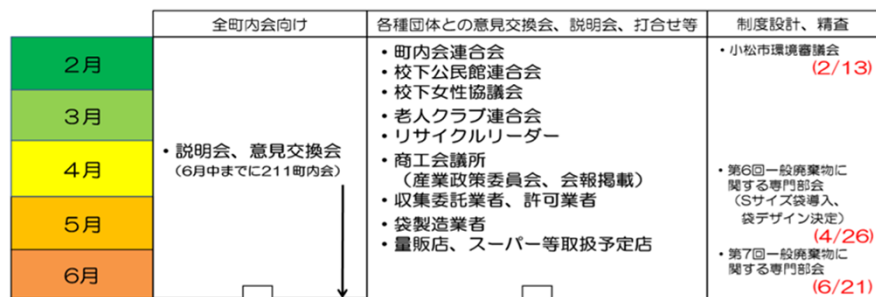 全町内会向け
各種団体との意見交換会、説明会、打合せ等
制度設計、精査
2月
3月
4月
5月
6月
・説明会、意見交換会
(6月中までに211町内会)
・町内会連合会
・校下公民館連合会
・校下女性協議会
・老人クラブ連合会
・リサイクルリーダー
・商工会議所
(産業政策委員会、会報掲載)
・収集委託業者、許可業者
・袋製造業者
・量販店、スーパー等取扱予定店
・小松市環境審議会
(2/13)
・第6回一般廃棄物に
関する専門部会
(Sサイズ袋導入、
袋デザイン決定)
(4/26)
・第7回一般廃棄物に
関する専門部会
(6/21)